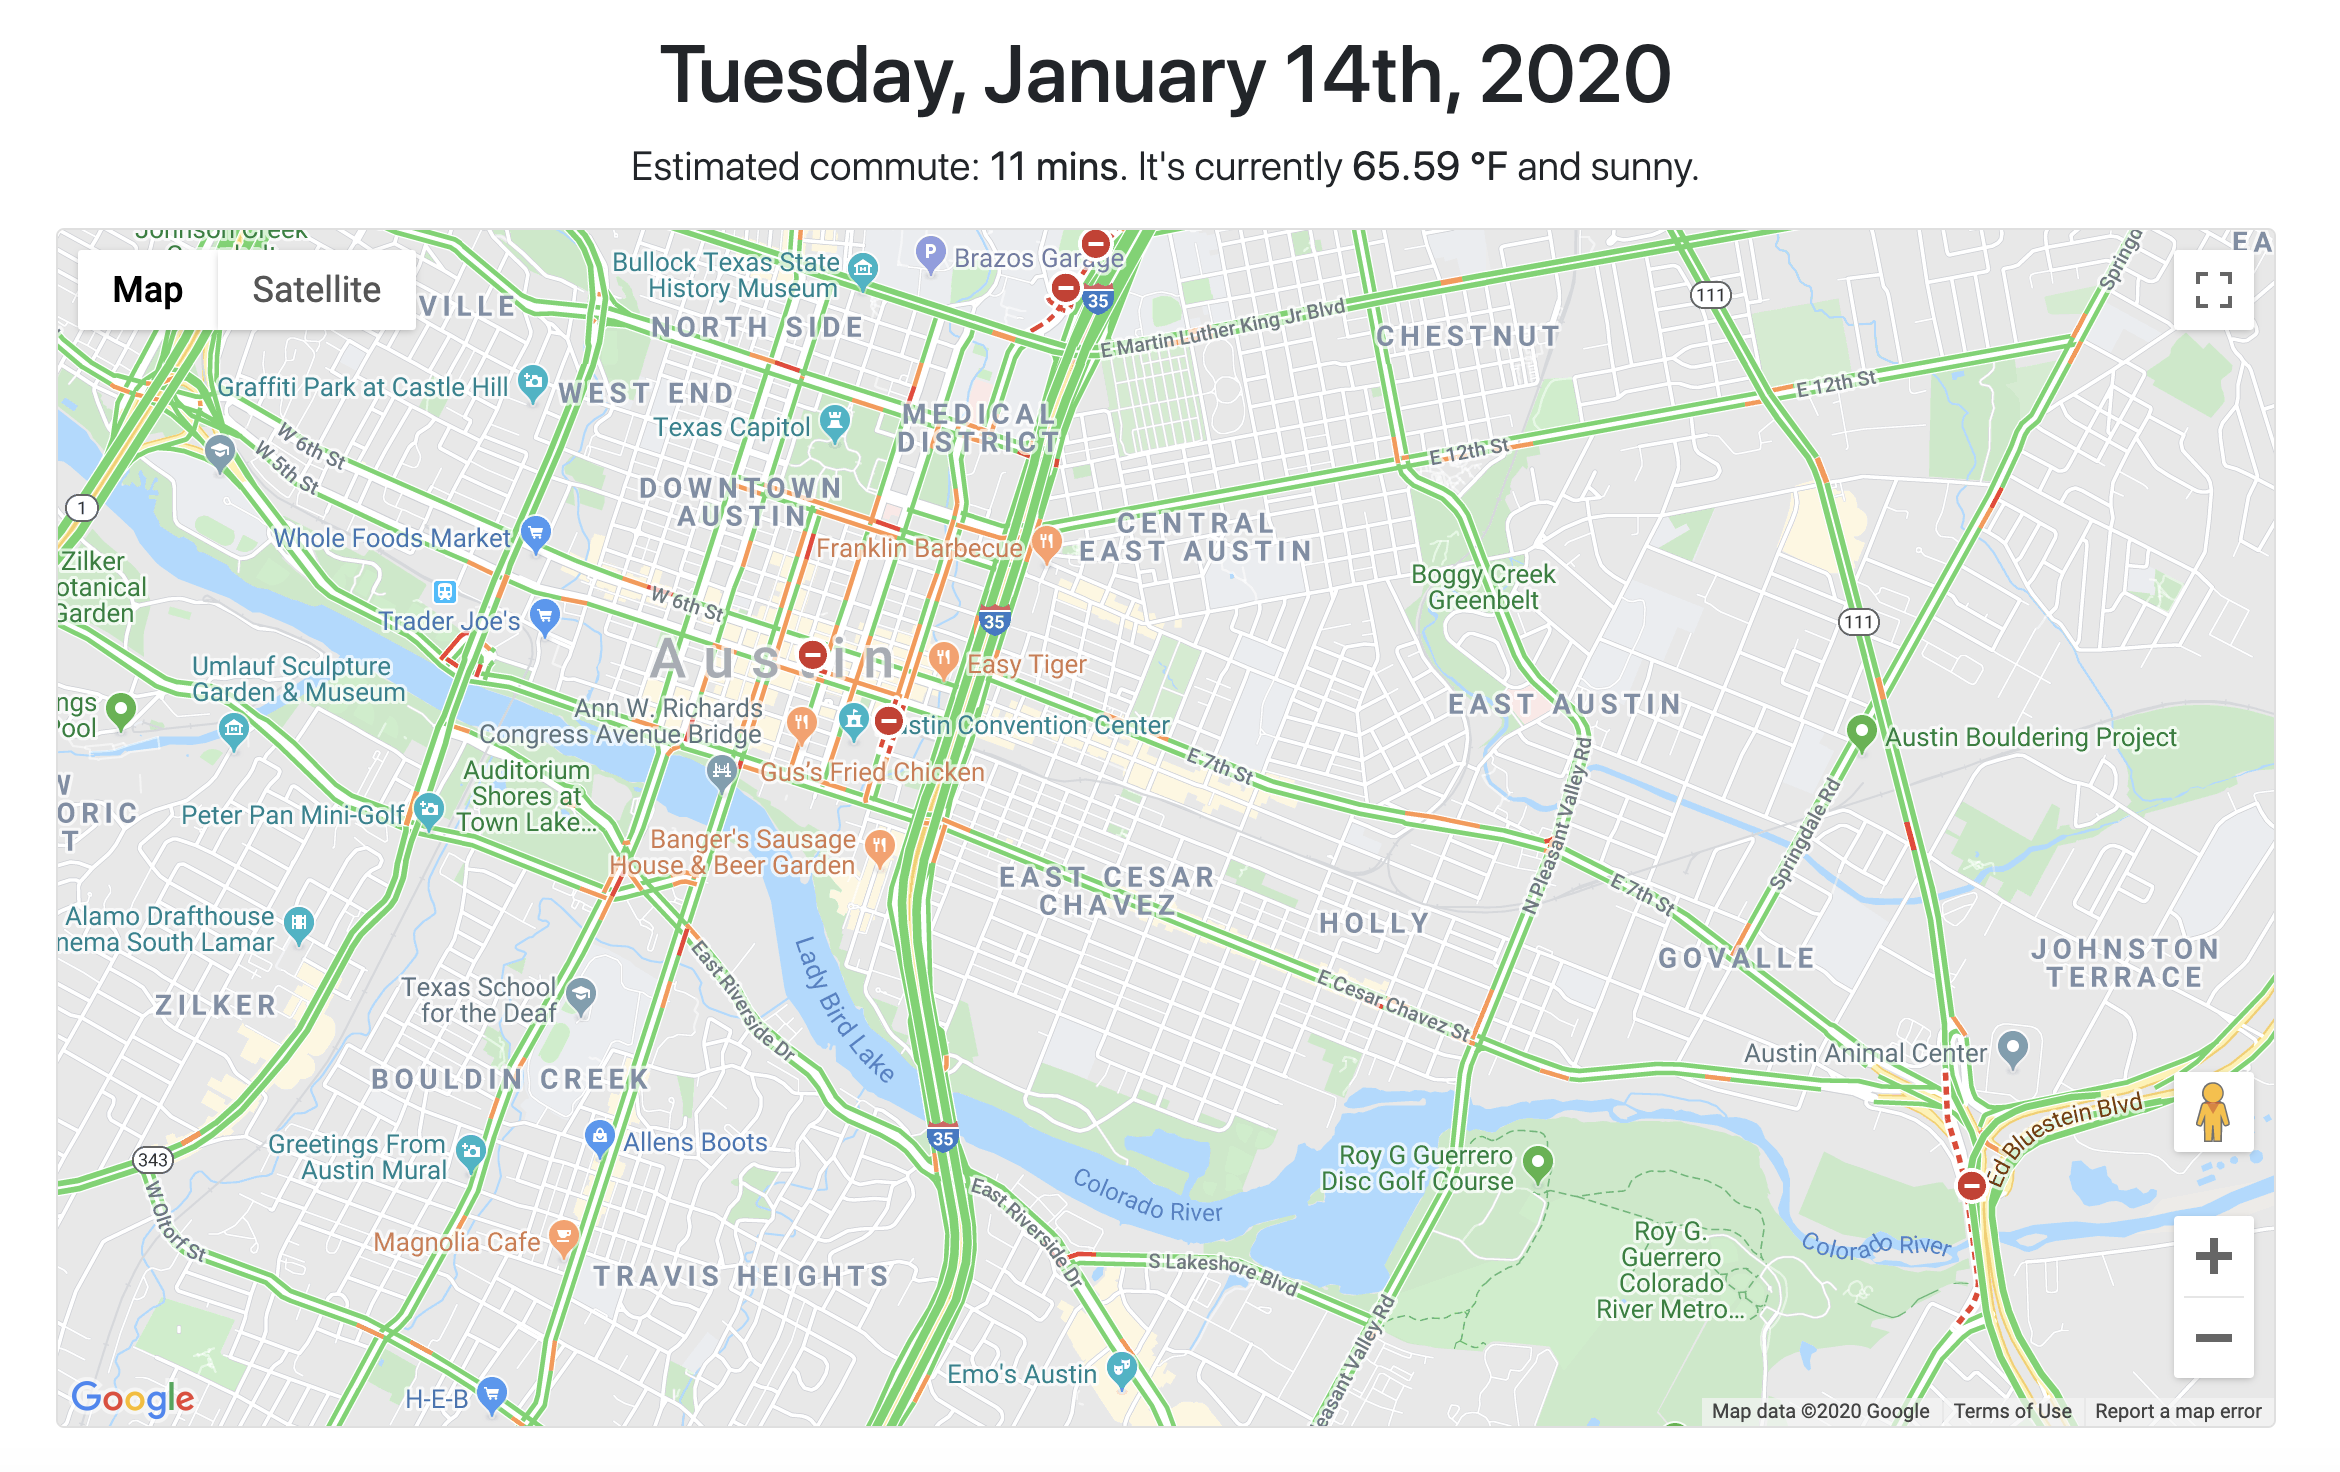 Tuesday, January 14th, 2020
Estimated commute: 11 mins. It's currently 65.59 °F and sunny.
Johnson Creek
Map
Satellite
VILLE
Bullock Texas State
History Museum
Brazos Garage
35
NORTH SIDE
E Martin Luther King Jr Blvd
CHESTNUT
111
Springd
EA
Graffiti Park at Castle Hill
WEST END
Texas Capitol
MEDICAL
DISTRICT
E 12th St
E 12th St
W 6th St
W 5th St
1
DOWNTOWN
AUSTIN
Whole Foods Market
Franklin Barbecue
CENTRAL
EAST AUSTIN
Zilker
otanical
Garden
Boggy Creek
Greenbelt
Trader Joe's
W 6th St
35
111
Austin
Easy Tiger
Umlauf Sculpture
Garden & Museum
ngs
Pool
Ann W. Richards
Congress Avenue Bridge
stin Convention Center
EAST AUSTIN
Austin Bouldering Project
E 7th St
N Pleasant Valley Rd
Springdale Rd
W
ORIC
T
Auditorium
Shores at
Town Lake...
Gus's Fried Chicken
Peter Pan Mini-Golf
Banger's Sausage
House & Beer Garden
EAST CESAR
CHAVEZ
HOLLY
E 7th St
GOVALLE
JOHNSTON
TERRACE
Alamo Drafthouse
nema South Lamar
East Riverside Dr
Lady Bird Lake
E Cesar Chavez St
ZILKER
Texas School
for the Deaf
Austin Animal Center
BOULDIN CREEK
Ed Bluestein Blvd
343
Greetings From
Austin Mural
Allens Boots
35
Roy G Guerrero
Disc Golf Course
Colorado River
W Oltorf St
East Riverside Dr
Magnolia Cafe
TRAVIS HEIGHTS
S Lakeshore Blvd
Roy G.
Guerrero
Colorado
River Metro...
Colorado River
easant Valley Rd
Emo's Austin
H-E-B
Google
Map data ©2020 Google
Terms of Use
Report a map error